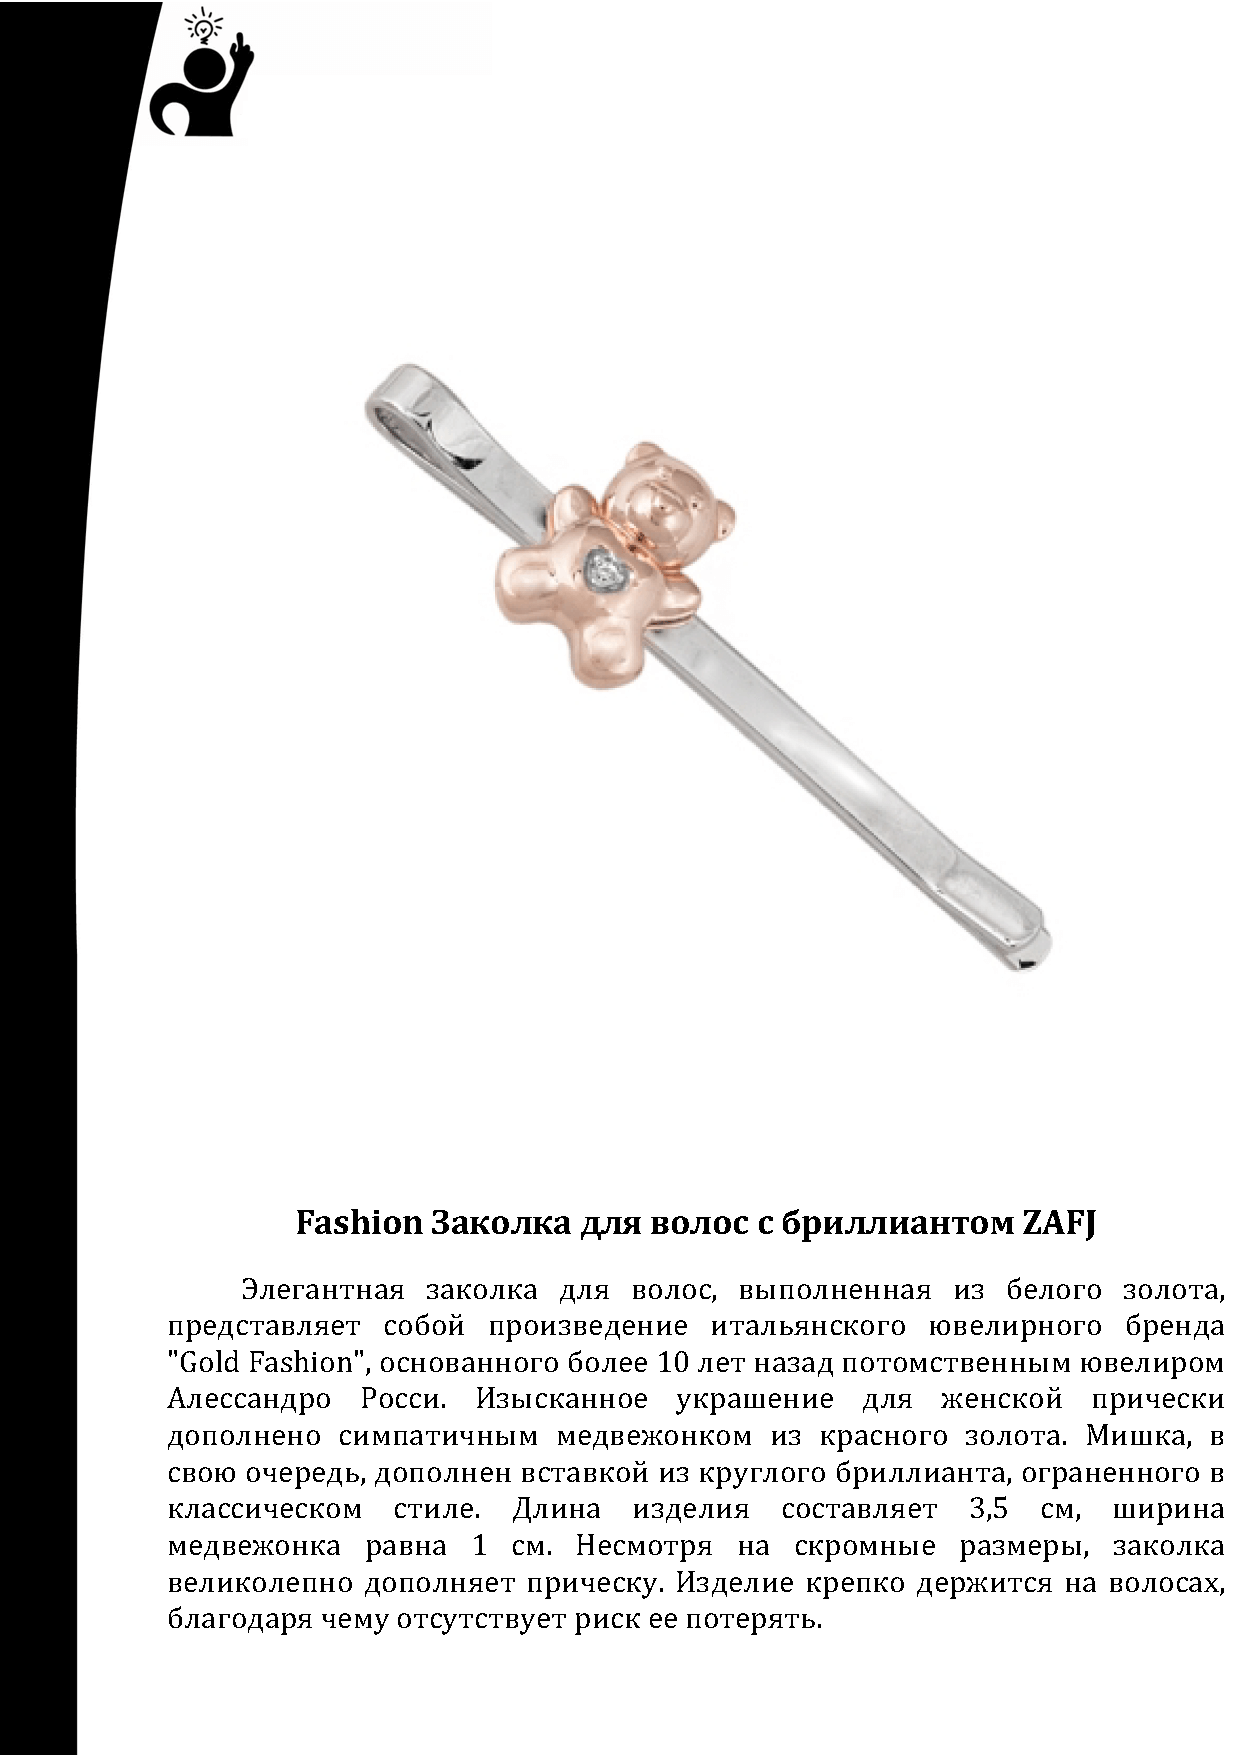 Fashion Заколка для волос с бриллиантом ZAFJ
Элегантная заколка для волос, выполненная из белого золота,
представляет собой произведение итальянского ювелирного бренда
"Gold Fashion", основанного более 10 лет назад потомственным ювелиром
Алессандро Росси. Изысканное украшение для женской прически
дополнено симпатичным медвежонком из красного золота. Мишка, в
свою очередь, дополнен вставкой из круглого бриллианта, ограненного в
классическом стиле. Длина изделия составляет 3,5 см, ширина
медвежонка равна 1 см. Несмотря на скромные размеры, заколка
великолепно дополняет прическу. Изделие крепко держится на волосах,
благодаря чему отсутствует риск ее потерять.